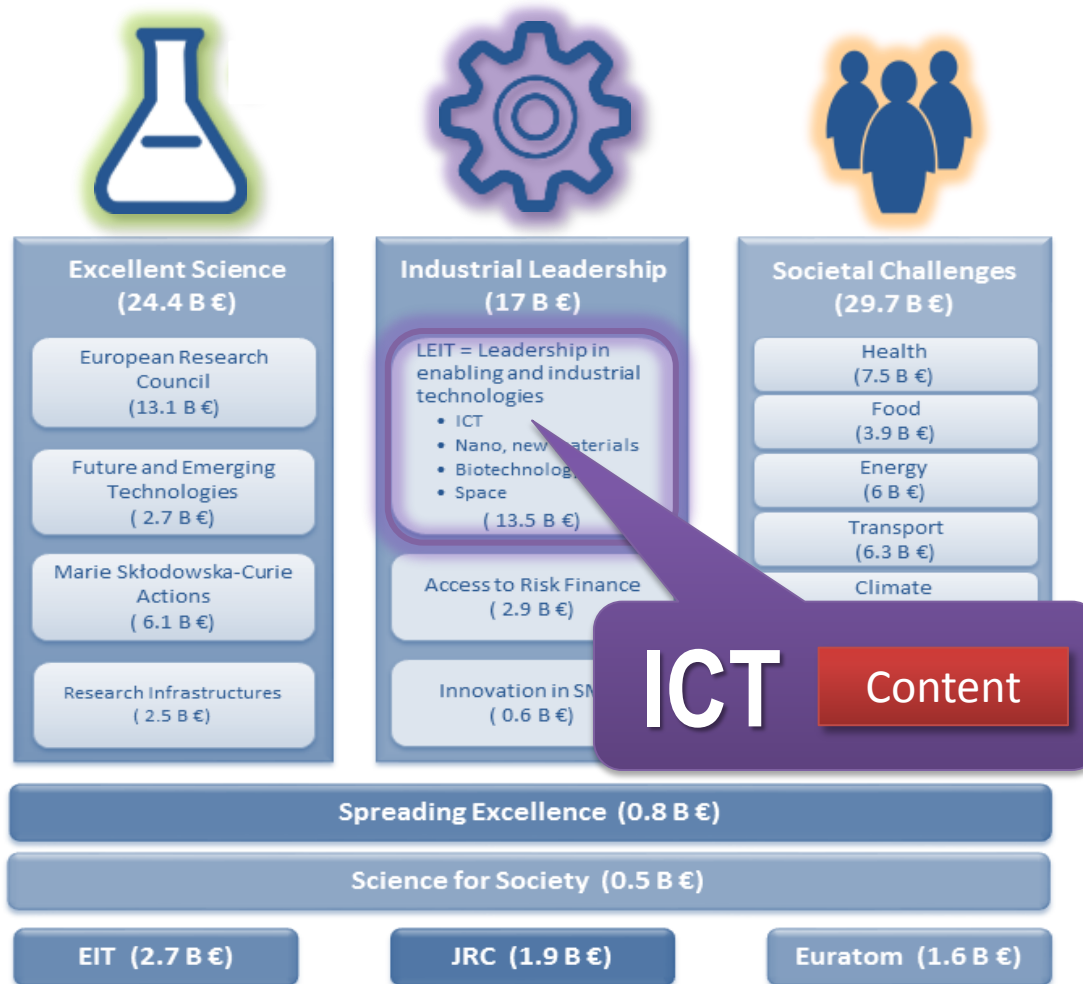 Excellent Science
(24.4 B €)
European Research
Council
(13.1 B €)
Future and Emerging
Technologies
( 2.7 B €)
Marie Skłodowska-Curie
Actions
( 6.1 B €)
Research Infrastructures
( 2.5 B €)
Industrial Leadership
(17 B €)
LEIT = Leadership in
enabling and industrial
technologies
• ICT
• Nano, new materials
• Biotechnolog
• Space
( 13.5 B €)
Access to Risk Finance
( 2.9 B €)
Innovation in SM
( 0.6 B €)
Societal Challenges
(29.7 B €)
Health
(7.5 B €)
Food
(3.9 B €)
Energy
(6 B €)
Transport
(6.3 B €)
Climate
ICT
Content
Spreading Excellence (0.8 B €)
Science for Society (0.5 B €)
EIT (2.7 B €)
JRC (1.9 B €)
Euratom (1.6 B €)